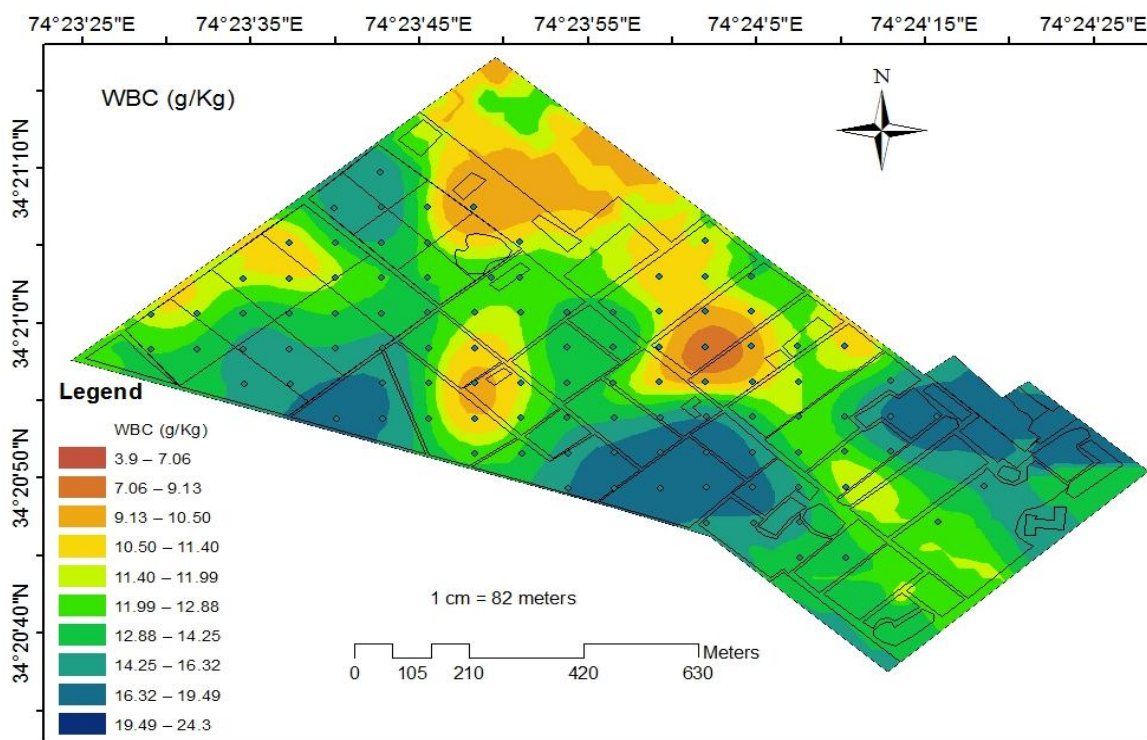 74°23'25"E 74°23'35"E 74°23'45"E 74°23'55"E 74°24'5"E 74°24'15"E 74°24'25"E
WBC (g/Kg)
N
34°21'10"N
34°21'0"N
34°20'50"N
34°20'40"N
Legend
WBC (g/Kg)
3.9 – 7.06
7.06 – 9.13
9.13 – 10.50
10.50 – 11.40
11.40 – 11.99
11.99 – 12.88
12.88 – 14.25
14.25 – 16.32
16.32 – 19.49
19.49 – 24.3
1 cm = 82 meters
Meters
0 105 210 420 630